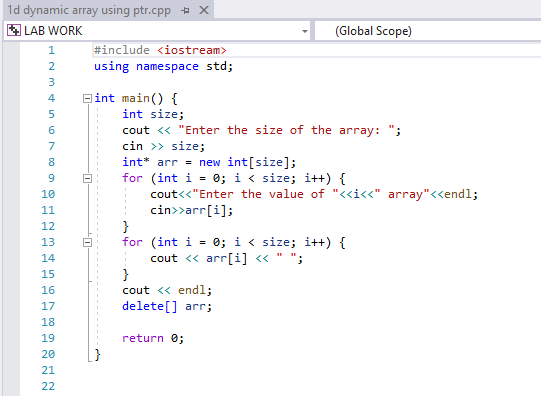 1d dynamic array using ptr.cpp
LAB WORK (Global Scope)
1 #include <iostream>
2 using namespace std;
3
4 int main() {
5 int size;
6 cout << "Enter the size of the array: ";
7 cin >> size;
8 int* arr = new int[size];
9 for (int i = 0; i < size; i++) {
10 cout<<"Enter the value of "<<i<<" array"<<endl;
11 cin>>arr[i];
12 }
13 for (int i = 0; i < size; i++) {
14 cout << arr[i] << " ";
15 }
16 cout << endl;
17 delete[] arr;
18
19 return 0;
20 }
21
22